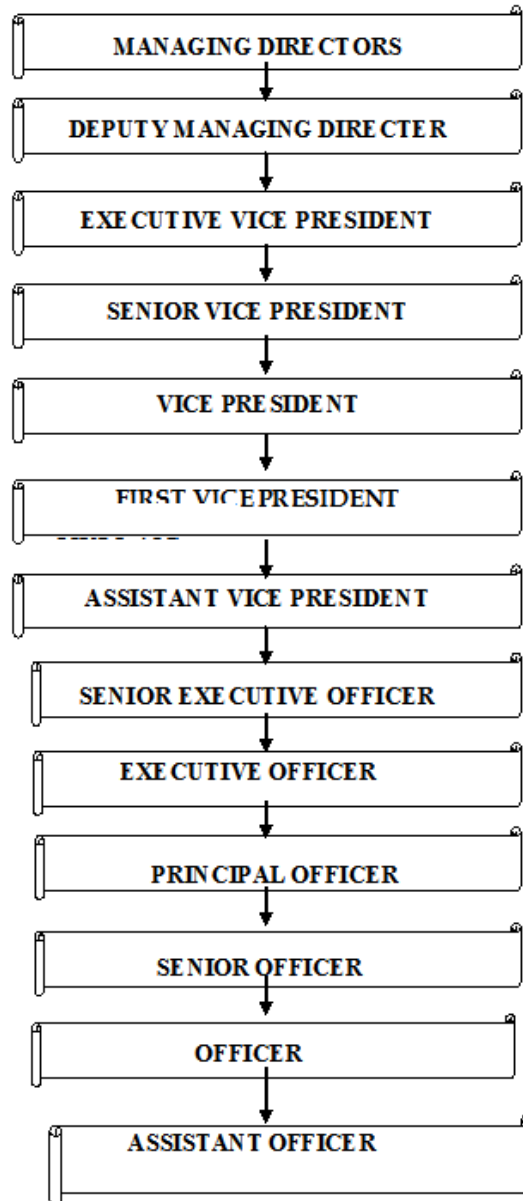 MANAGING DIRECTORS
DEPUTY MANAGING DIRECTER
EXECUTIVE VICE PRESIDENT
SENIOR VICE PRESIDENT
VICE PRESIDENT
FIRST VICE PRESIDENT
ASSISTANT VICE PRESIDENT
SENIOR EXECUTIVE OFFICER
EXECUTIVE OFFICER
PRINCIPAL OFFICER
SENIOR OFFICER
OFFICER
ASSISTANT OFFICER